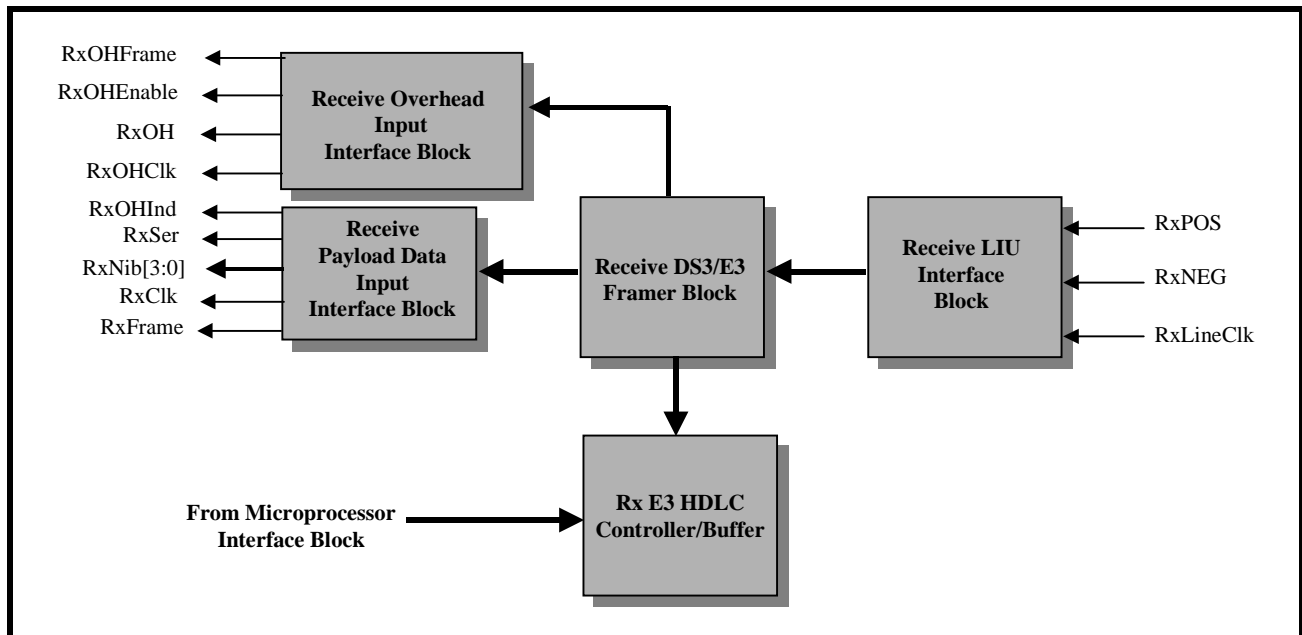 RxOHFrame
RxOHEnable
RxOH
RxOHClk
Receive Overhead
Input
Interface Block
RxOHInd
RxSer
RxNib[3:0]
RxClk
RxFrame
Receive
Payload Data
Input
Interface Block
Receive DS3/E3
Framer Block
Receive LIU
Interface
Block
RxPOS
RxNEG
RxLineClk
From Microprocessor
Interface Block
Rx E3 HDLC
Controller/Buffer